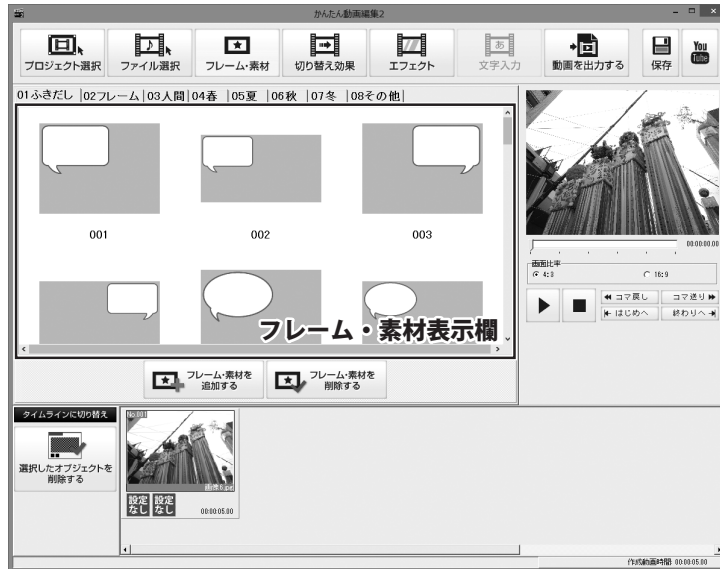 かんたん動画編集2
プロジェクト選択
ファイル選択
フレーム・素材
切り替え効果
エフェクト
文字入力
動画を出力する
保存
You Tube
01ふきだし
02フレーム
03人間
04春
05夏
06秋
07冬
08その他
001
002
003
フレーム・素材表示欄
フレーム・素材を
追加する
フレーム・素材を
削除する
00:00:00.00
画面比率
4:3
16:9
コマ戻し
コマ送り
はじめへ
終わりへ
タイムラインに切り替え
選択したオブジェクトを
削除する
No.001
設定
なし
設定
なし
00:00:05.00
作成動画時間 00:00:05.00